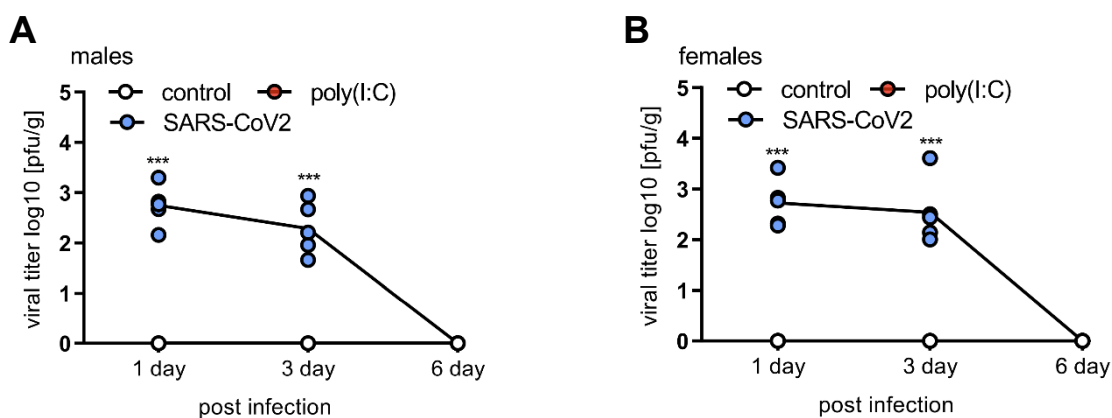 A
males
control
poly(I:C)
SARS-CoV2
viral titer log10 [pfu/g]
5
4
3
2
1
0
***
***
1 day
3 day
6 day
post infection
B
females
control
poly(I:C)
SARS-CoV2
viral titer log10 [pfu/g]
5
4
3
2
1
0
***
***
1 day
3 day
6 day
post infection